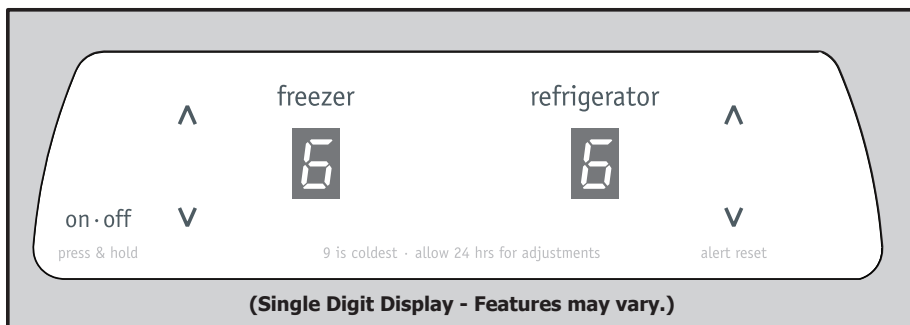 freezer refrigerator
^ ^
6 6
on · off v v
press & hold 9 is coldest · allow 24 hrs for adjustments alert reset
(Single Digit Display - Features may vary.)